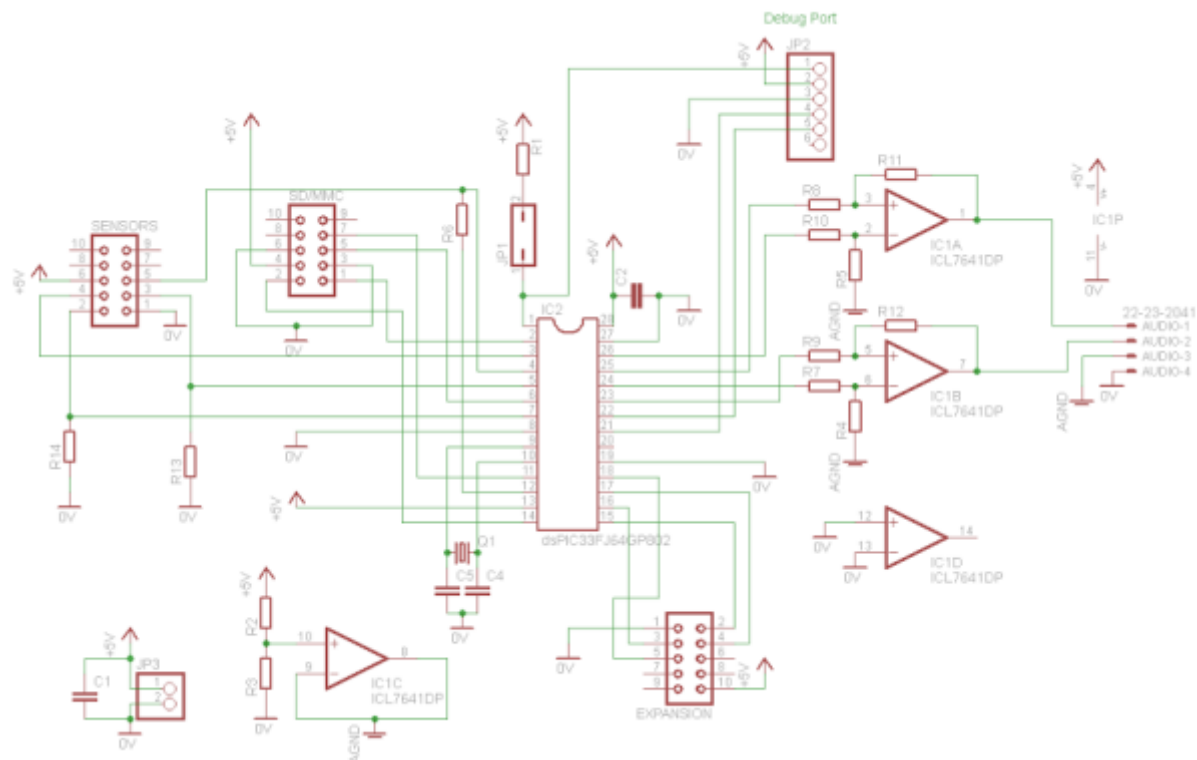 Debug Port
JP2
+5V
1
2
3
4
5
6
0V
+5V
R1
2
JP1
1
+5V
SD/MMC
10
9
8
7
6
5
4
3
2
1
0V
R6
SENSORS
10
9
8
7
6
5
4
3
2
1
+5V
0V
R14
0V
R13
0V
0V
+5V
+5V
C2
0V
IC2
1
2
3
4
5
6
7
8
9
10
11
12
13
14
28
27
26
25
24
23
22
21
20
19
18
17
16
15
dsPIC33FJ64GP802
0V
Q1
C5
C4
0V
R8
R10
R11
3
2
1
+
−
R5
AGND
IC1A
ICL7641DP
R9
R7
R12
5
6
7
+
−
R4
AGND
IC1B
ICL7641DP
+5V
4
V+
IC1P
11
V-
0V
22-23-2041
AUDIO-1
AUDIO-2
AUDIO-3
AUDIO-4
0V
AGND
0V
0V
12
13
14
+
−
IC1D
ICL7641DP
+5V
R2
R3
0V
10
9
8
+
−
IC1C
ICL7641DP
AGND
+5V
C1
JP3
1
2
0V
0V
1
2
3
4
5
6
7
8
9
10
+5V
EXPANSION